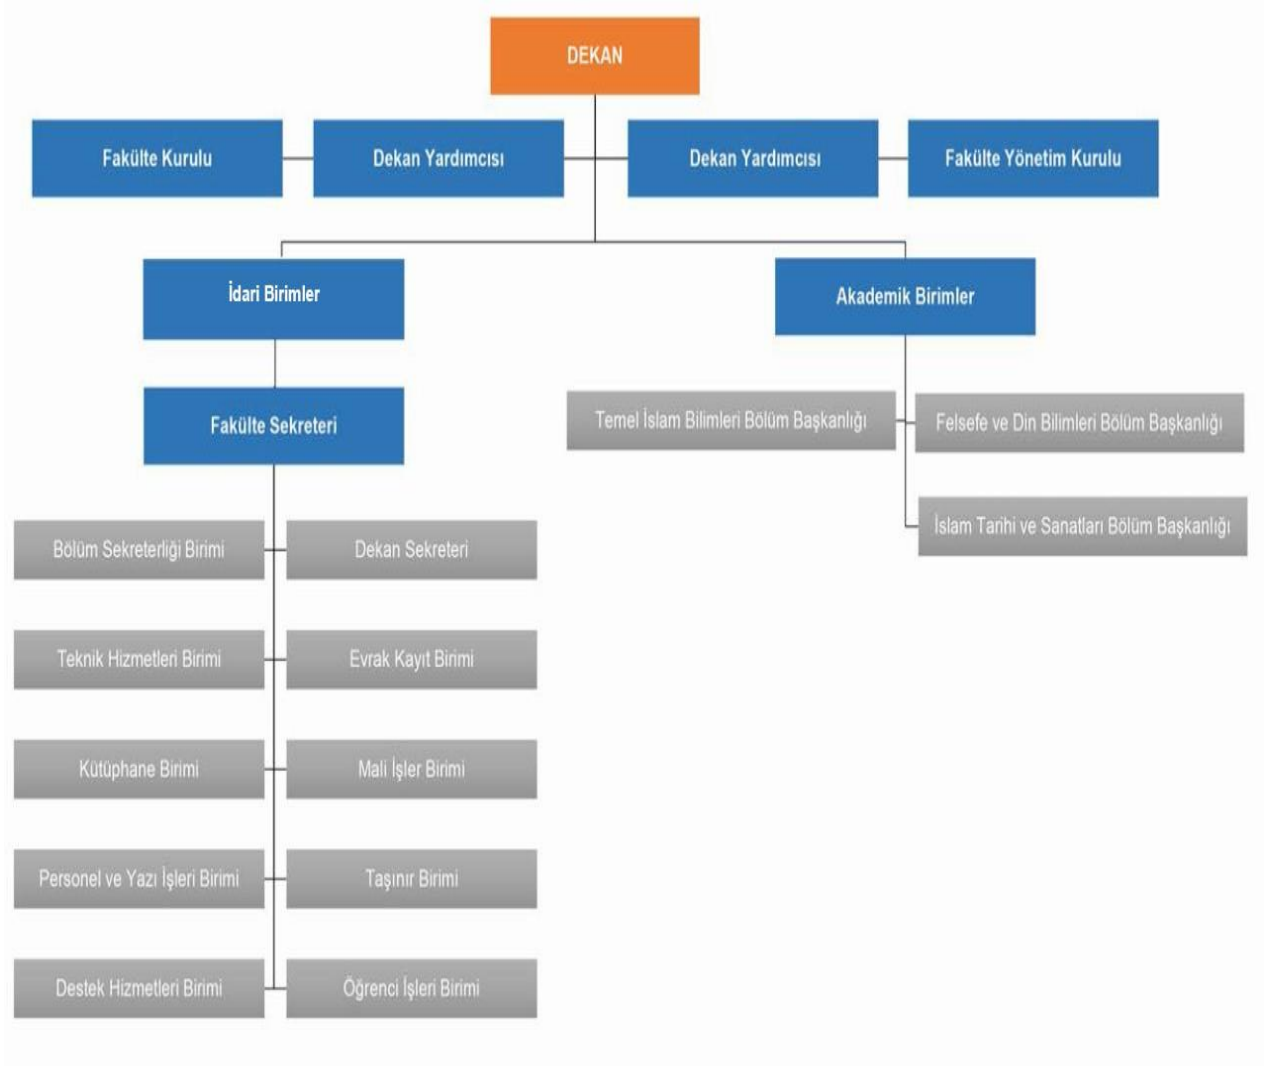 DEKAN
Fakülte Kurulu
Dekan Yardımcısı
Dekan Yardımcısı
Fakülte Yönetim Kurulu
İdari Birimler
Akademik Birimler
Fakülte Sekreteri
Temel İslam Bilimleri Bölüm Başkanlığı
Felsefe ve Din Bilimleri Bölüm Başkanlığı
İslam Tarihi ve Sanatları Bölüm Başkanlığı
Bölüm Sekreterliği Birimi
Dekan Sekreteri
Teknik Hizmetleri Birimi
Evrak Kayıt Birimi
Kütüphane Birimi
Mali İşler Birimi
Personel ve Yazı İşleri Birimi
Taşınır Birimi
Destek Hizmetleri Birimi
Öğrenci İşleri Birimi